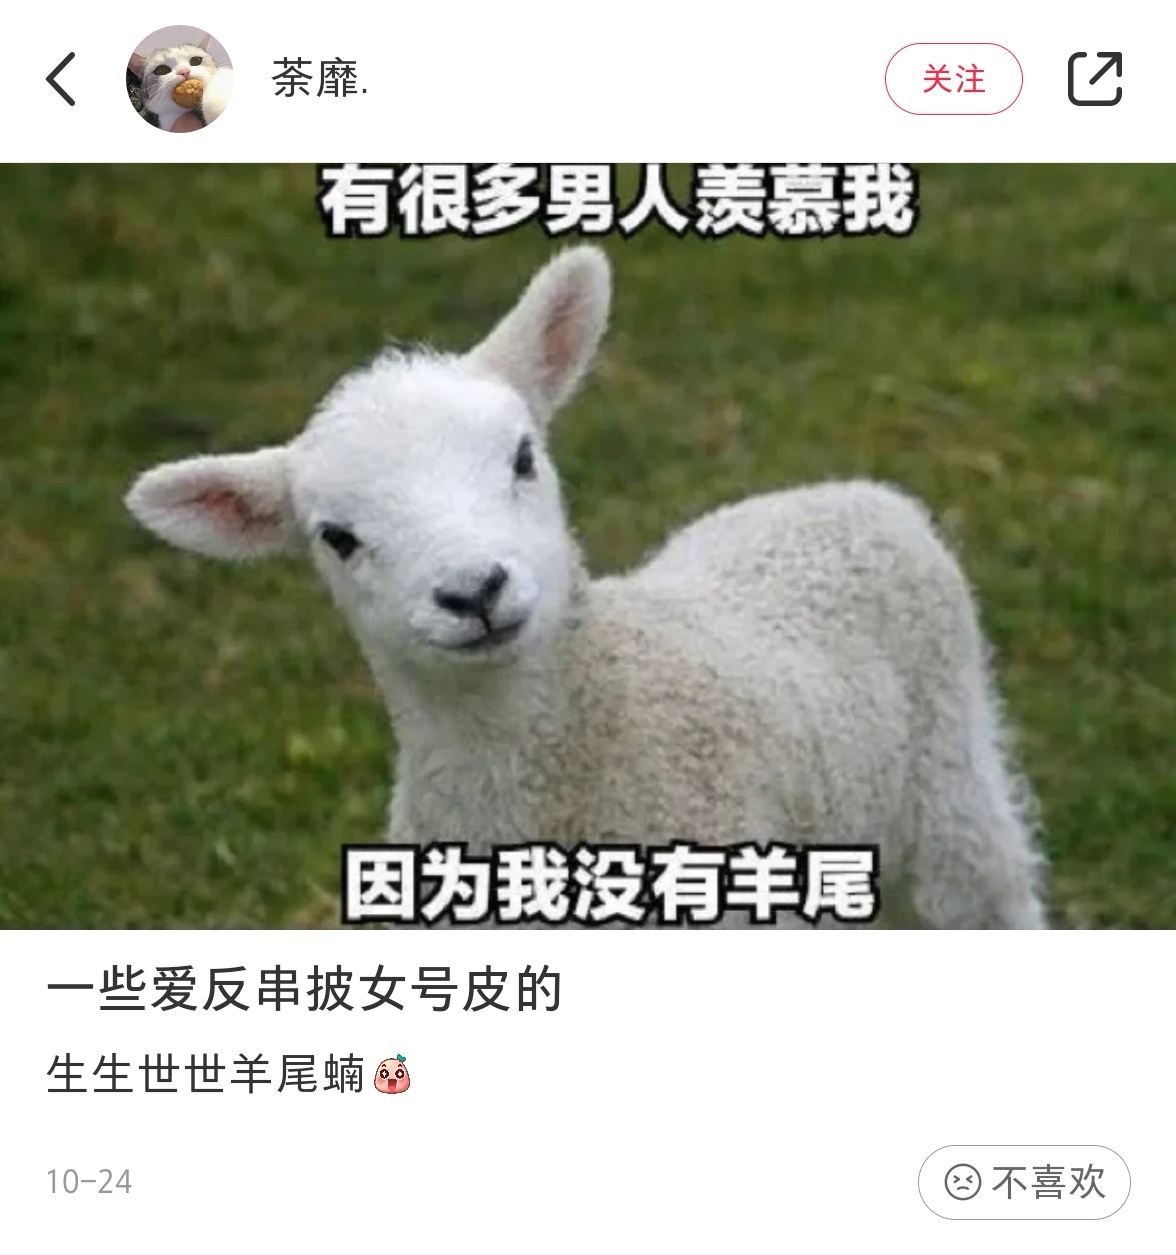 荼靡.
关注
有很多男人羡慕我
因为我没有羊尾
一些爱反串披女号皮的
生生世世羊尾蝻
10-24
不喜欢